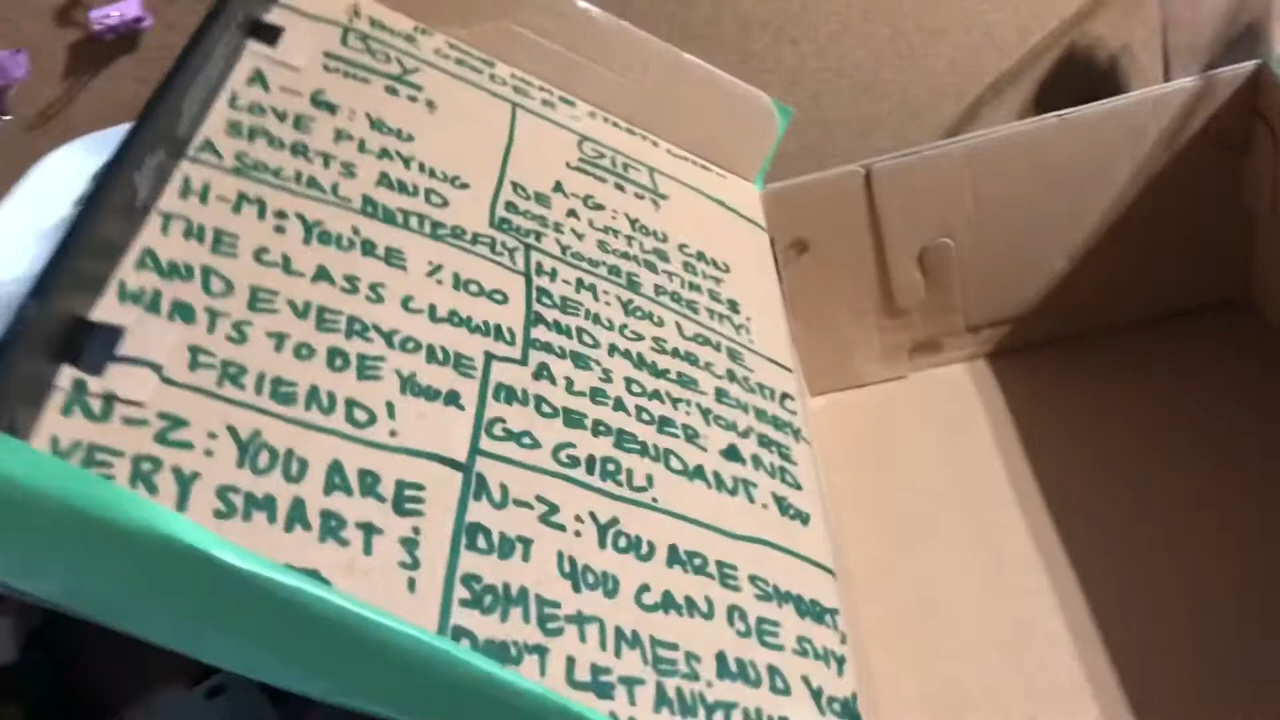 BOY
A-G: YOU
LOVE PLAYING
SPORTS AND
A SOCIAL BUTTERFLY
H-M: YOU'RE %100
THE CLASS CLOWN
AND EVERYONE
WANTS TO BE YOUR
FRIEND!
N-Z: YOU ARE
VERY SMART &
Girl
A-G: YOU CAN
BE A LITTLE BIT
BOSSY SOMETIMES.
BUT YOU'RE PRETTY!
H-M: YOU LOVE
BEING SARCASTIC
AND MAKE EVERY-
ONE'S DAY! YOU'RE
A LEADER AND
INDEPENDANT. YOU
GO GIRL!
N-Z: YOU ARE SMART,
BUT YOU CAN BE SHY
SOMETIMES. AND YOU
DON'T LET